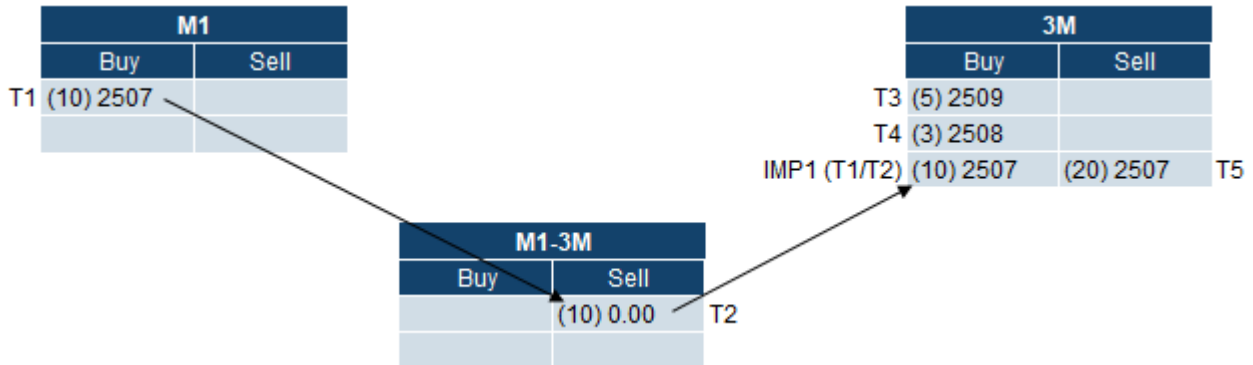 M1
Buy Sell
T1 (10) 2507
3M
Buy Sell
T3 (5) 2509
T4 (3) 2508
IMP1 (T1/T2) (10) 2507 (20) 2507 T5
M1-3M
Buy Sell
(10) 0.00 T2